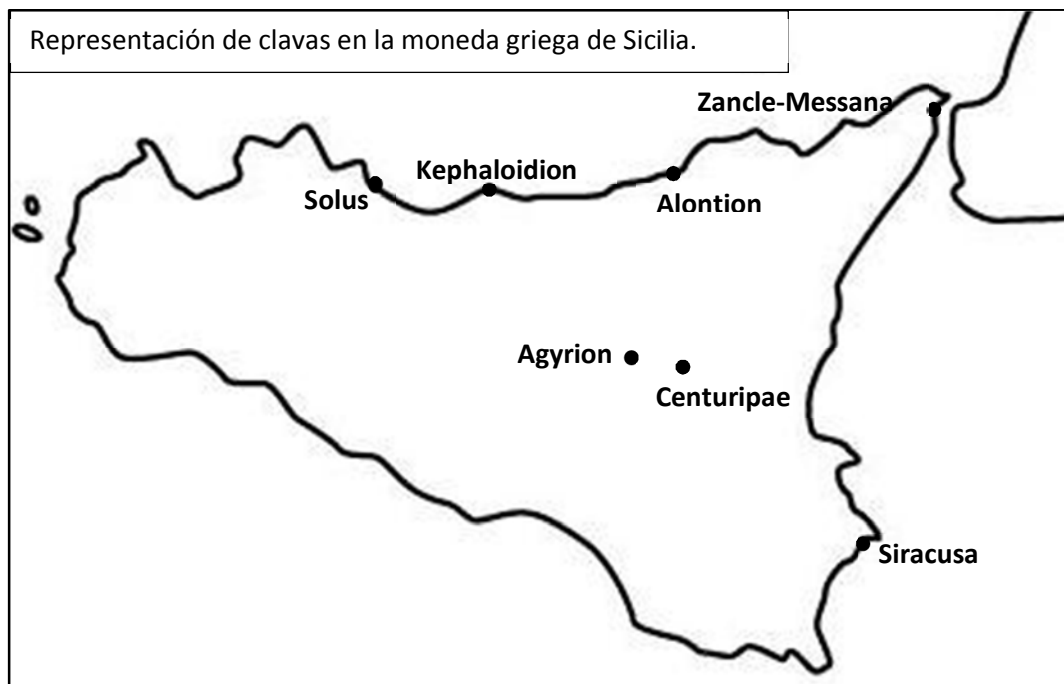 Representación de clavas en la moneda griega de Sicilia.
Zancle-Messana
Kephaloidion
Solus
Alontion
Agyrion
Centuripae
Siracusa